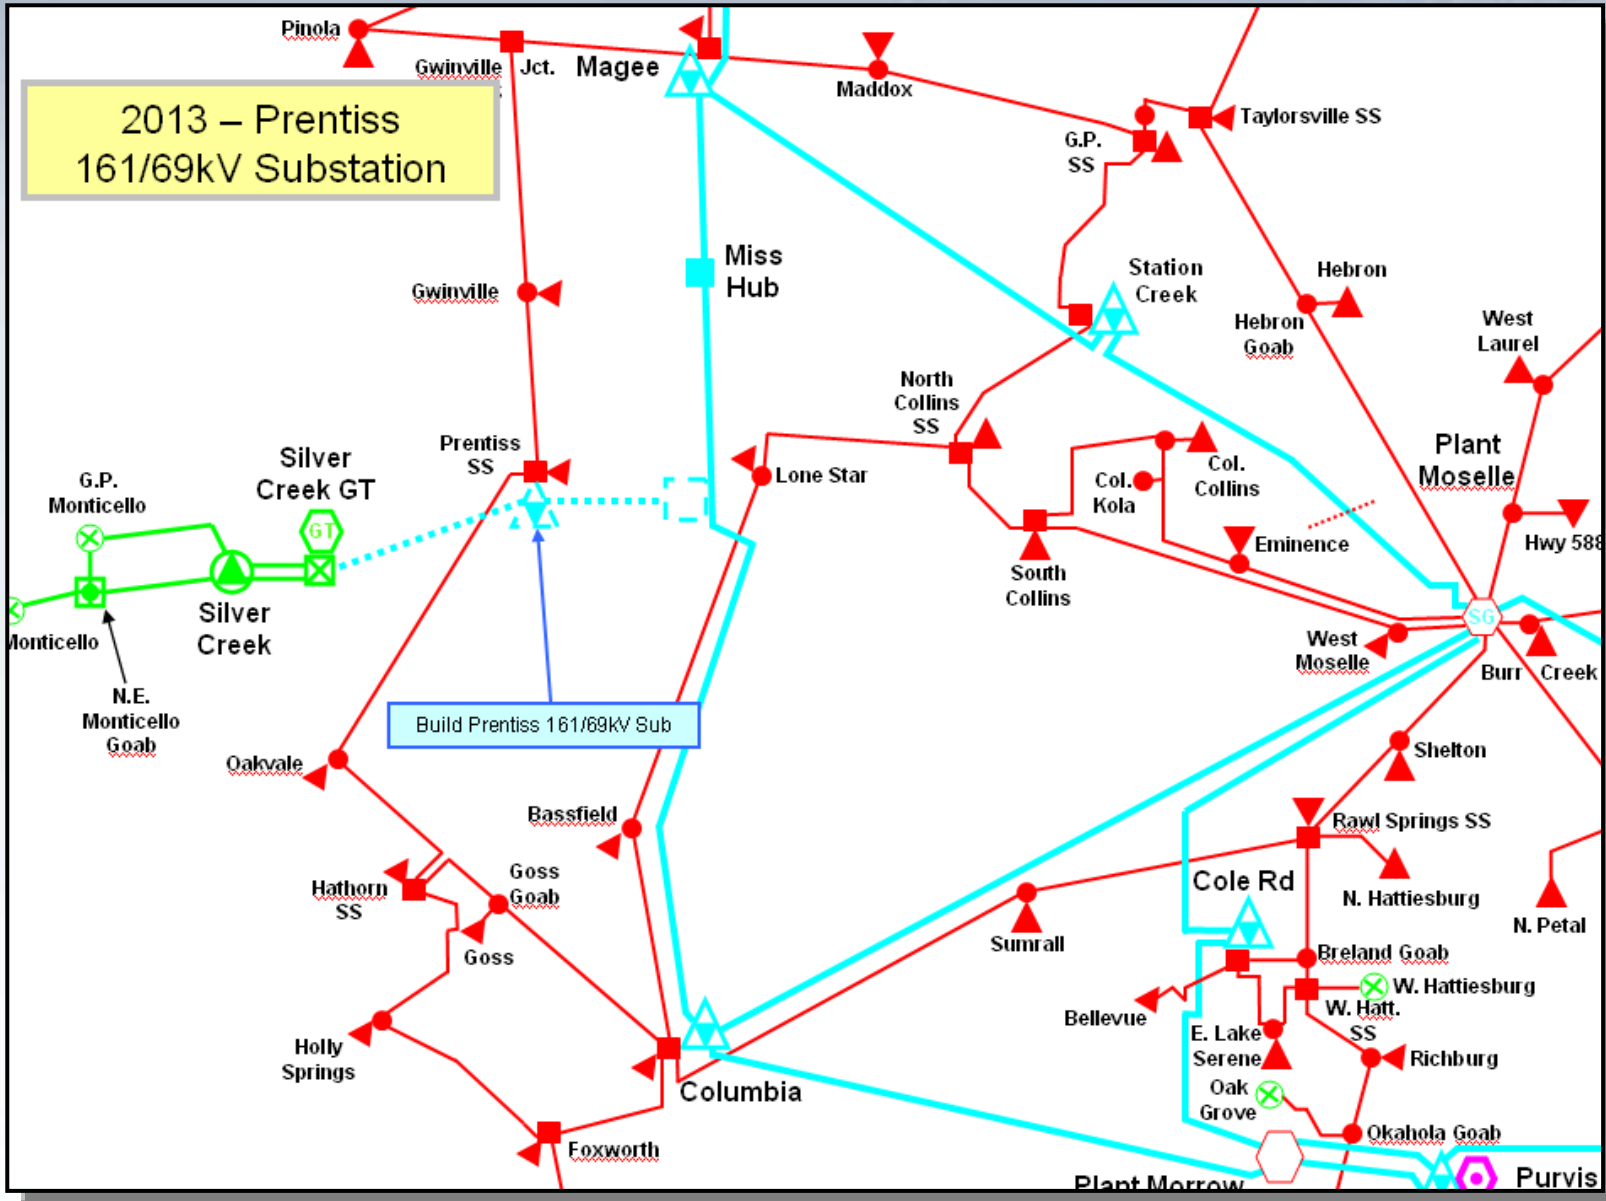 Pinola
Gwinville Jct.
Magee
Maddox
2013 – Prentiss
161/69kV Substation
G.P.
SS
Taylorsville SS
Miss
Hub
Station
Creek
Hebron
Hebron
Goab
West
Laurel
Gwinville
North
Collins
SS
Prentiss
SS
Silver
Creek GT
GT
G.P.
Monticello
Lone Star
Col.
Kola
Col.
Collins
Plant
Moselle
Hwy 588
Eminence
South
Collins
Silver
Creek
Monticello
N.E.
Monticello
Goab
SG
West
Moselle
Burr Creek
Build Prentiss 161/69kV Sub
Oakvale
Shelton
Bassfield
Rawl Springs SS
Hathorn
SS
Goss
Goab
Goss
Cole Rd
N. Hattiesburg
N. Petal
Sumrall
Breland Goab
W. Hattiesburg
W. Hatt.
SS
Bellevue
E. Lake
Serene
Richburg
Holly
Springs
Columbia
Oak
Grove
Okahola Goab
Foxworth
Plant Morrow
Purvis